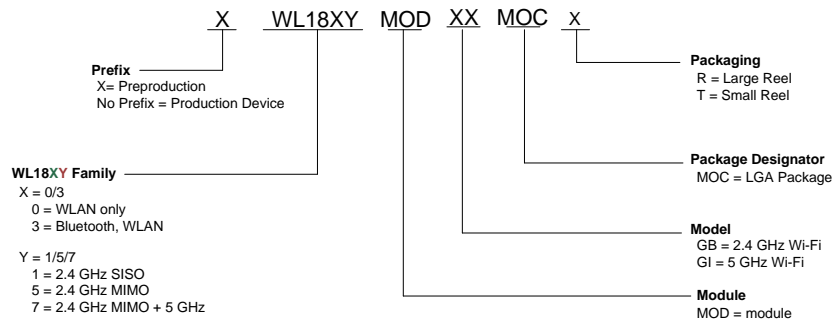 X WL18XY MOD XX MOC X
Prefix
X= Preproduction
No Prefix = Production Device
WL18XY Family
X = 0/3
0 = WLAN only
3 = Bluetooth, WLAN
Y = 1/5/7
1 = 2.4 GHz SISO
5 = 2.4 GHz MIMO
7 = 2.4 GHz MIMO + 5 GHz
Packaging
R = Large Reel
T = Small Reel
Package Designator
MOC = LGA Package
Model
GB = 2.4 GHz Wi-Fi
GI = 5 GHz Wi-Fi
Module
MOD = module